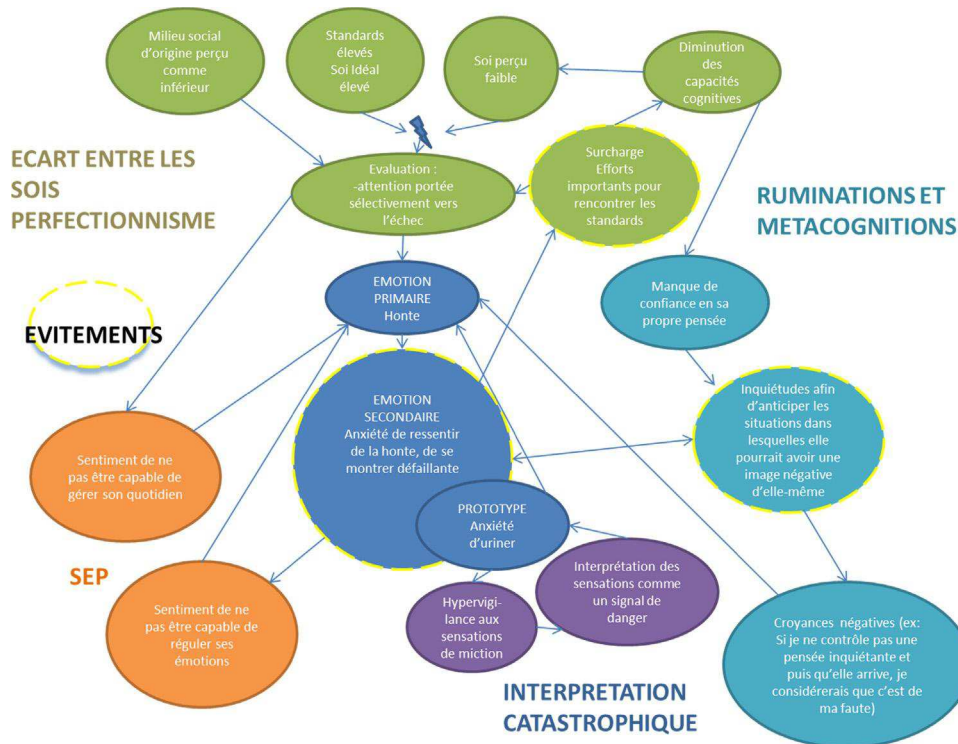 Milieu social
d'origine perçu
comme
inférieur
Standards
élevés
Soi Idéal
élevé
Soi perçu
faible
Diminution
des
capacités
cognitives
ECART ENTRE LES
SOIS
PERFECTIONNISME
Evaluation :
-attention portée
sélectivement vers
l'échec
Surcharge
Efforts
importants pour
rencontrer les
standards
RUMINATIONS ET
METACOGNITIONS
EMOTION
PRIMAIRE
Honte
Manque de
confiance en sa
propre pensée
EVITEMENTS
EMOTION
SECONDAIRE
Anxiété de ressentir
de la honte, de se
montrer défaillante
Inquiétudes afin
d'anticiper les
situations dans
lesquelles elle
pourrait avoir une
image négative
d'elle-même
Sentiment de ne
pas être capable de
gérer son quotidien
PROTOTYPE
Anxiété
d'uriner
SEP
Sentiment de ne
pas être capable de
réguler ses
émotions
Hypervigi-
lance aux
sensations
de miction
Interprétation des
sensations comme
un signal de
danger
Croyances négatives (ex:
Si je ne contrôle pas une
pensée inquiétante et
puis qu'elle arrive, je
considérerais que c'est de
ma faute)
INTERPRETATION
CATASTROPHIQUE